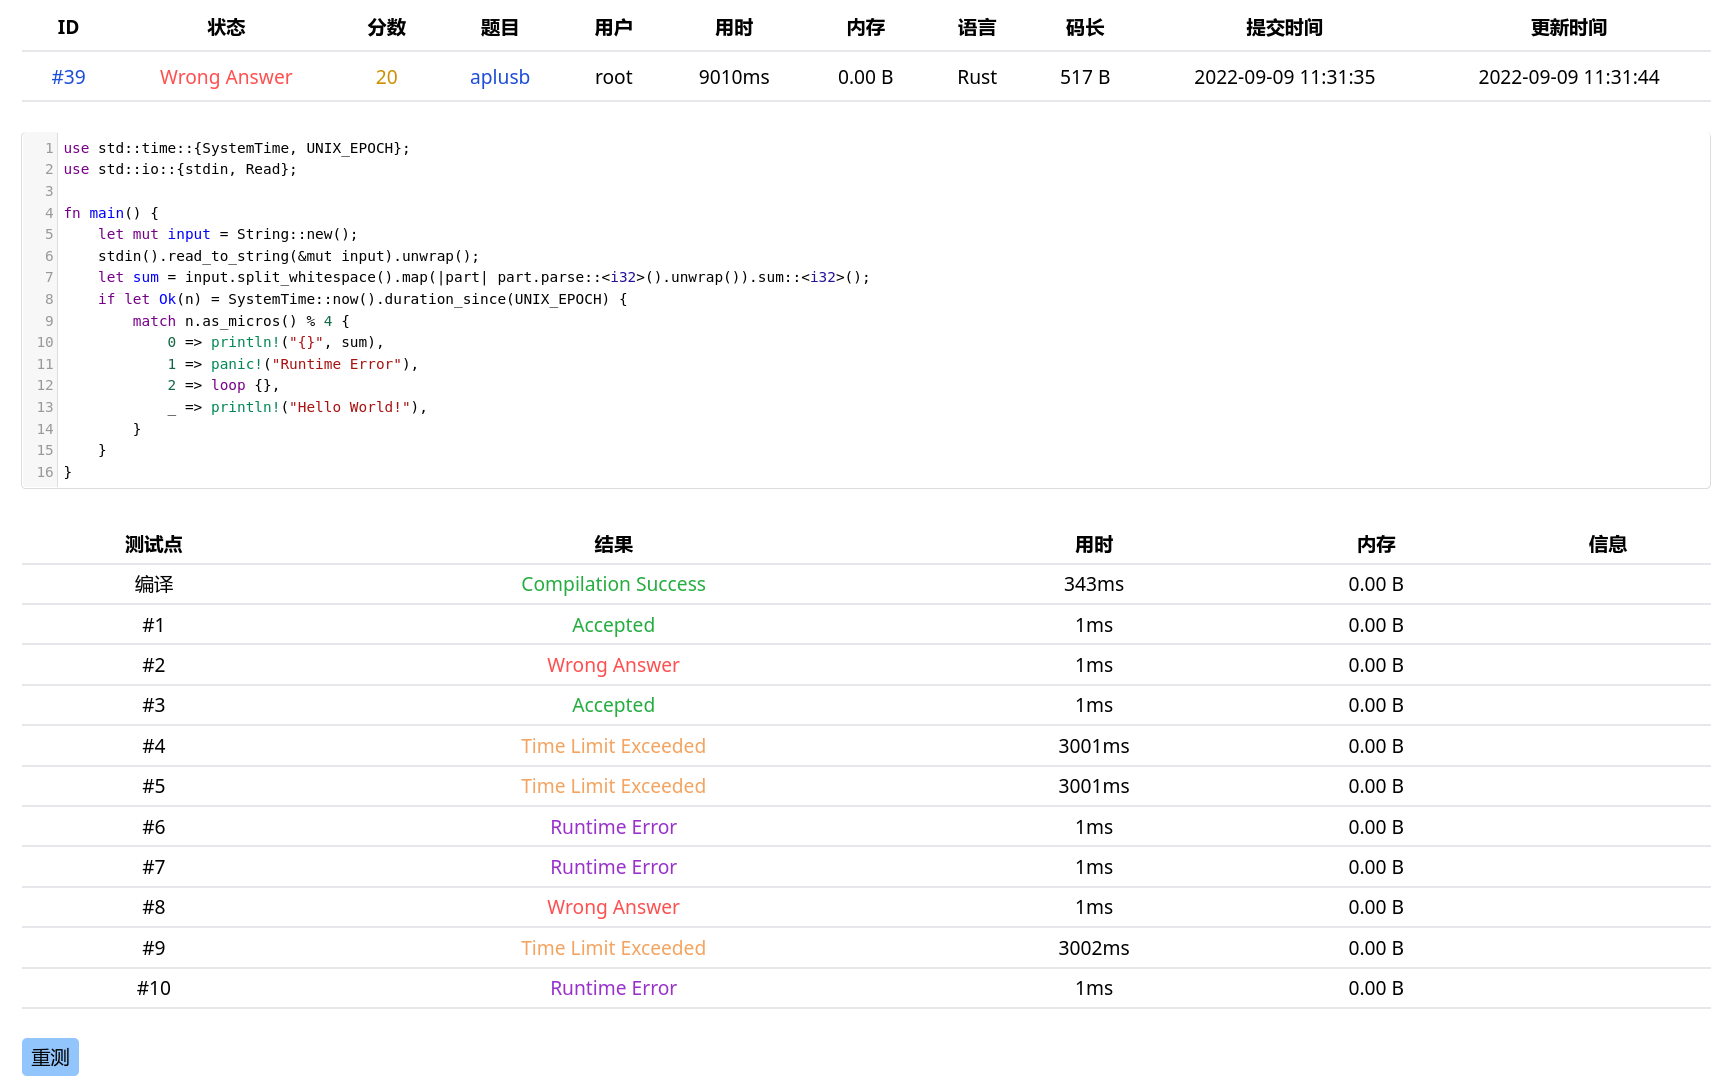 ID 状态 分数 题目 用户 用时 内存 语言 码长 提交时间 更新时间
#39 Wrong Answer 20 aplusb root 9010ms 0.00 B Rust 517 B 2022-09-09 11:31:35 2022-09-09 11:31:44
1 use std::time::{SystemTime, UNIX_EPOCH};
2 use std::io::{stdin, Read};
3
4 fn main() {
5     let mut input = String::new();
6     stdin().read_to_string(&mut input).unwrap();
7     let sum = input.split_whitespace().map(|part| part.parse::<i32>().unwrap()).sum::<i32>();
8     if let Ok(n) = SystemTime::now().duration_since(UNIX_EPOCH) {
9         match n.as_micros() % 4 {
10             0 => println!("{}", sum),
11             1 => panic!("Runtime Error"),
12             2 => loop {},
13             _ => println!("Hello World!"),
14         }
15     }
16 }
测试点 结果 用时 内存 信息
编译 Compilation Success 343ms 0.00 B
#1 Accepted 1ms 0.00 B
#2 Wrong Answer 1ms 0.00 B
#3 Accepted 1ms 0.00 B
#4 Time Limit Exceeded 3001ms 0.00 B
#5 Time Limit Exceeded 3001ms 0.00 B
#6 Runtime Error 1ms 0.00 B
#7 Runtime Error 1ms 0.00 B
#8 Wrong Answer 1ms 0.00 B
#9 Time Limit Exceeded 3002ms 0.00 B
#10 Runtime Error 1ms 0.00 B
重测